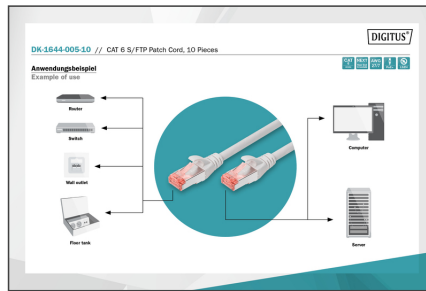 DIGITUS®
DK-1644-005-10 // CAT 6 S/FTP Patch Cord, 10 Pieces
Anwendungsbeispiel
Example of use
Router
Switch
Wall outlet
Floor tank
Computer
Server